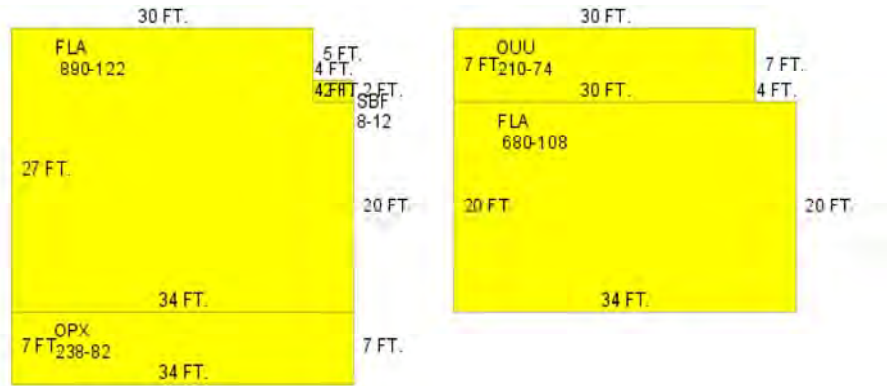 30 FT.
FLA
890-122
5 FT.
4 FT.
2 FT.
SBF
8-12
27 FT.
20 FT.
34 FT.
OPX
7 FT.
238-82
7 FT.
34 FT.
30 FT.
OUU
7 FT.
210-74
7 FT.
30 FT.
4 FT.
FLA
680-108
20 FT.
20 FT.
34 FT.